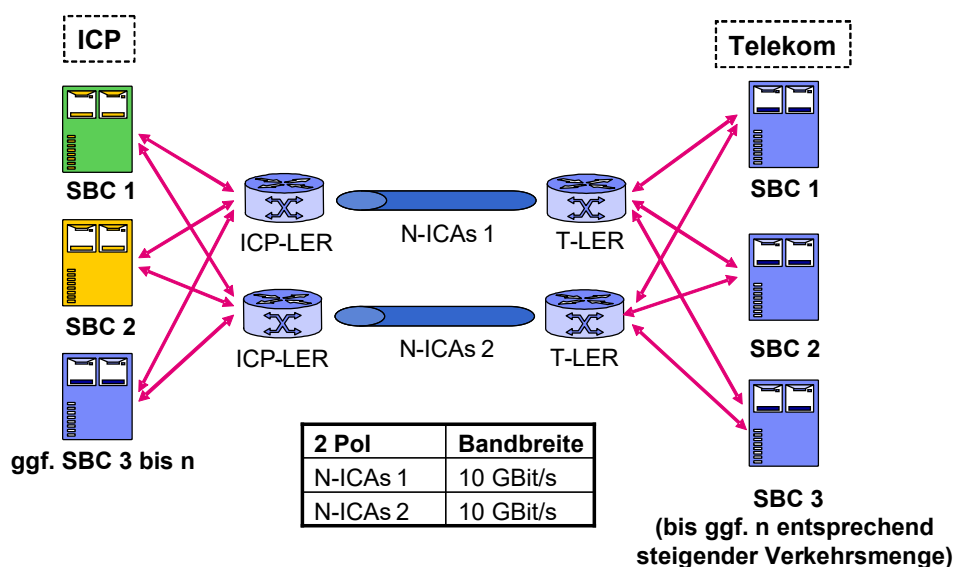 ICP
Telekom
SBC 1
SBC 1
ICP-LER
N-ICAs 1
T-LER
SBC 2
SBC 2
ICP-LER
N-ICAs 2
T-LER
ggf. SBC 3 bis n
2 Pol Bandbreite
N-ICAs 1 10 GBit/s
N-ICAs 2 10 GBit/s
SBC 3
(bis ggf. n entsprechend
steigender Verkehrsmenge)